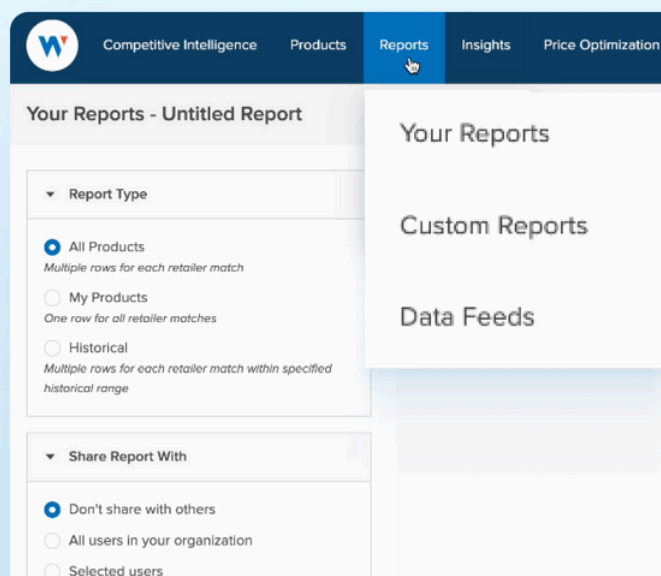 Competitive Intelligence Products Reports Insights Price Optimization
Your Reports - Untitled Report
Your Reports
Custom Reports
Data Feeds
Report Type
All Products
Multiple rows for each retailer match
My Products
One row for all retailer matches
Historical
Multiple rows for each retailer match within specified
historical range
Share Report With
Don't share with others
All users in your organization
Selected users